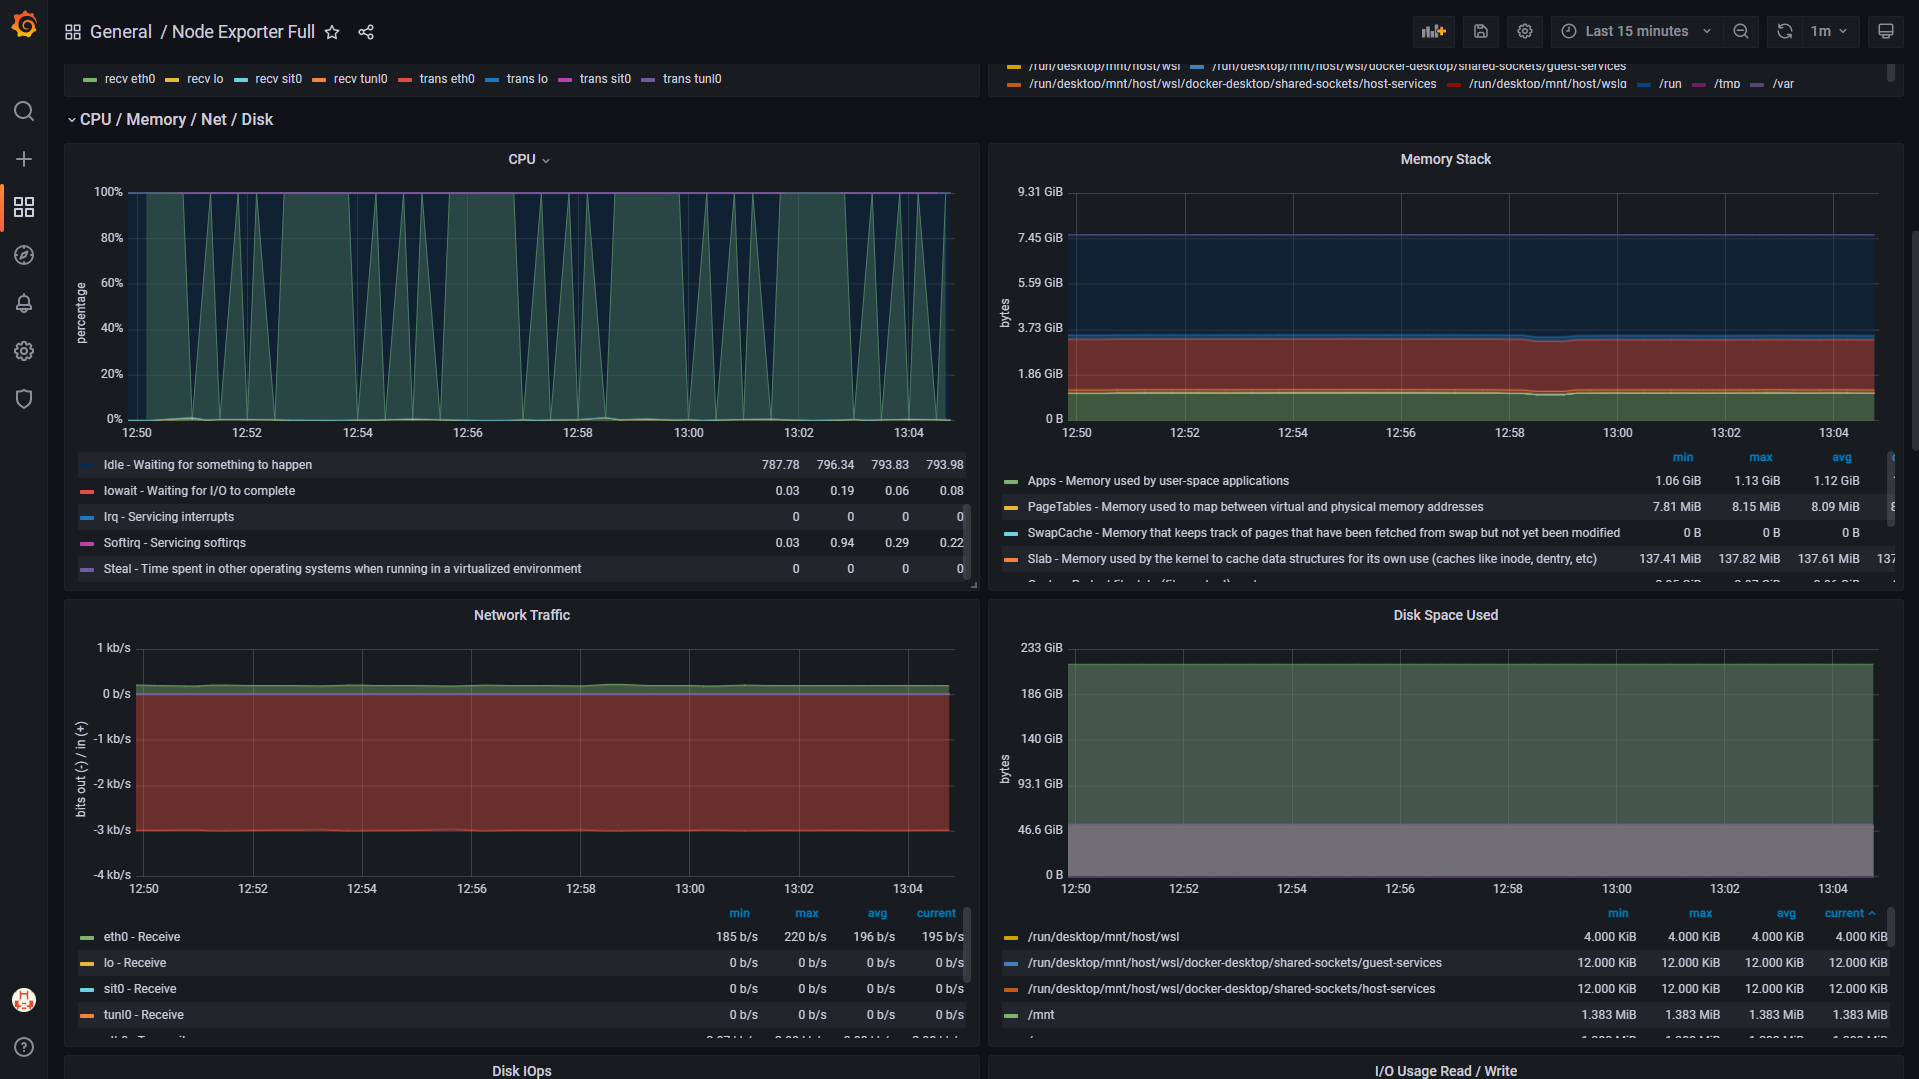 General / Node Exporter Full
Last 15 minutes
1m
recv eth0 recv lo recv sit0 recv tunl0 trans eth0 trans lo trans sit0 trans tunl0
/run/desktop/mnt/host/wsl /run/desktop/mnt/host/wsl/docker-desktop/shared-sockets/guest-services
/run/desktop/mnt/host/wsl/docker-desktop/shared-sockets/host-services /run/desktop/mnt/host/wslg /run /tmp /var
CPU / Memory / Net / Disk
CPU
percentage
100%
80%
60%
40%
20%
0%
12:50 12:52 12:54 12:56 12:58 13:00 13:02 13:04
Idle - Waiting for something to happen 787.78 796.34 793.83 793.98
Iowait - Waiting for I/O to complete 0.03 0.19 0.06 0.08
Irq - Servicing interrupts 0 0 0 0
Softirq - Servicing softirqs 0.03 0.94 0.29 0.22
Steal - Time spent in other operating systems when running in a virtualized environment 0 0 0 0
Memory Stack
bytes
9.31 GiB
7.45 GiB
5.59 GiB
3.73 GiB
1.86 GiB
0 B
12:50 12:52 12:54 12:56 12:58 13:00 13:02 13:04
min max avg
Apps - Memory used by user-space applications 1.06 GiB 1.13 GiB 1.12 GiB
PageTables - Memory used to map between virtual and physical memory addresses 7.81 MiB 8.15 MiB 8.09 MiB
SwapCache - Memory that keeps track of pages that have been fetched from swap but not yet been modified 0 B 0 B 0 B
Slab - Memory used by the kernel to cache data structures for its own use (caches like inode, dentry, etc) 137.41 MiB 137.82 MiB 137.61 MiB 137
Network Traffic
bits out (-) / in (+)
1 kb/s
0 b/s
-1 kb/s
-2 kb/s
-3 kb/s
-4 kb/s
12:50 12:52 12:54 12:56 12:58 13:00 13:02 13:04
min max avg current
eth0 - Receive 185 b/s 220 b/s 196 b/s 195 b/s
lo - Receive 0 b/s 0 b/s 0 b/s 0 b/s
sit0 - Receive 0 b/s 0 b/s 0 b/s 0 b/s
tunl0 - Receive 0 b/s 0 b/s 0 b/s 0 b/s
Disk Space Used
bytes
233 GiB
186 GiB
140 GiB
93.1 GiB
46.6 GiB
0 B
12:50 12:52 12:54 12:56 12:58 13:00 13:02 13:04
min max avg current
/run/desktop/mnt/host/wsl 4.000 KiB 4.000 KiB 4.000 KiB 4.000 KiB
/run/desktop/mnt/host/wsl/docker-desktop/shared-sockets/guest-services 12.000 KiB 12.000 KiB 12.000 KiB 12.000 KiB
/run/desktop/mnt/host/wsl/docker-desktop/shared-sockets/host-services 12.000 KiB 12.000 KiB 12.000 KiB 12.000 KiB
/mnt 1.383 MiB 1.383 MiB 1.383 MiB 1.383 MiB
Disk IOps
I/O Usage Read / Write